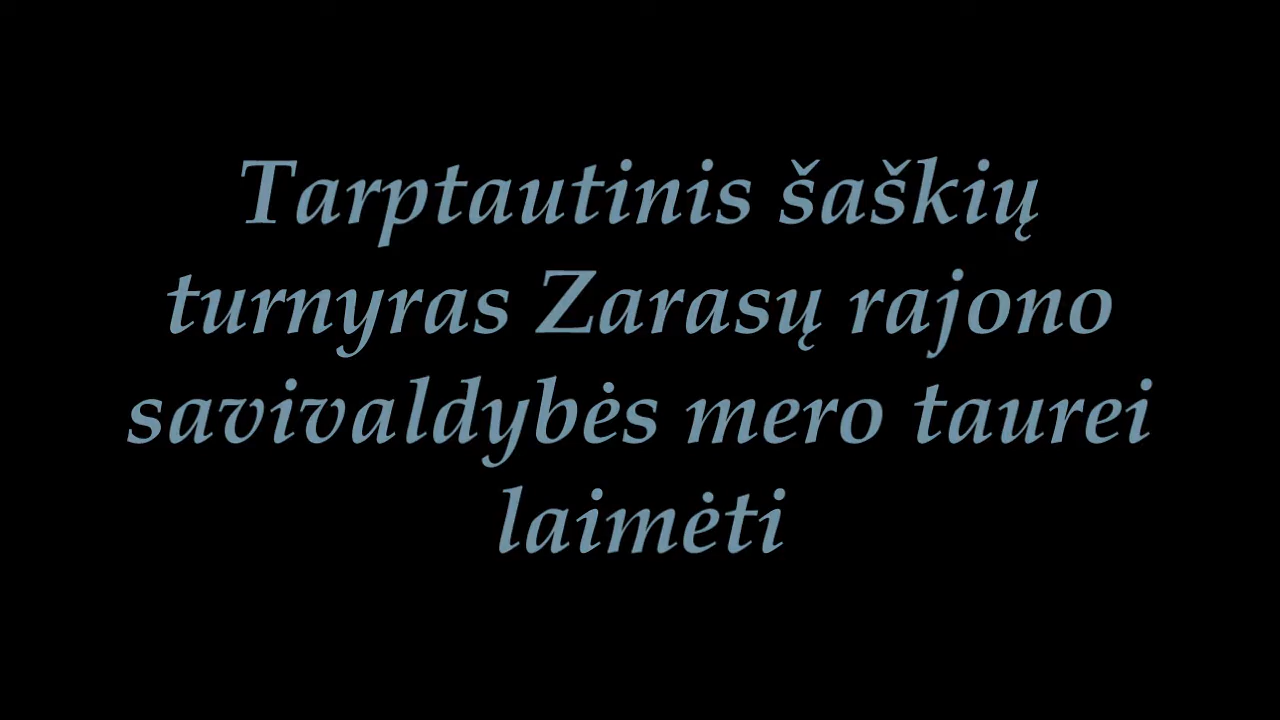 Tarptautinis šaškių
turnyras Zarasų rajono
savivaldybės mero taurei
laimėti